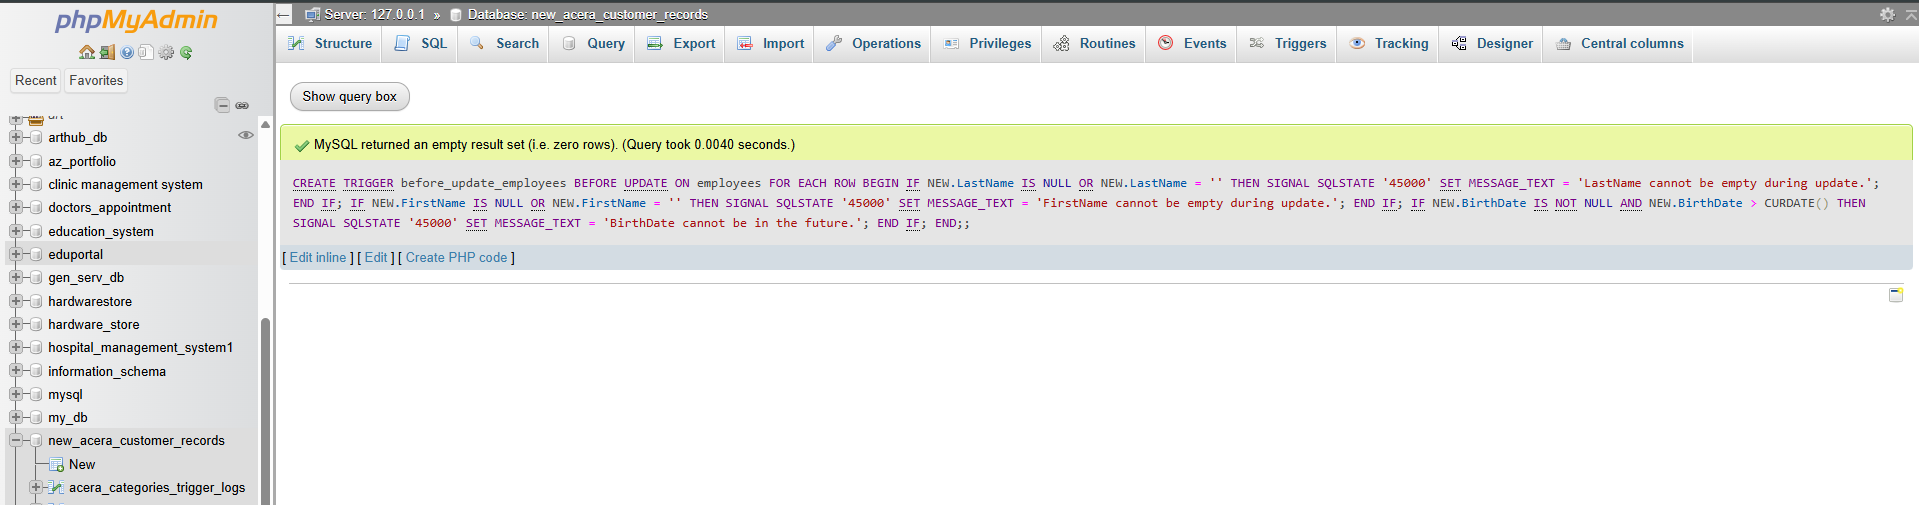 phpMyAdmin
Recent Favorites
art
arthub_db
az_portfolio
clinic management system
doctors_appointment
education_system
eduportal
gen_serv_db
hardwarestore
hardware_store
hospital_management_system1
information_schema
mysql
my_db
new_acera_customer_records
New
acera_categories_trigger_logs
Server: 127.0.0.1 » Database: new_acera_customer_records
Structure SQL Search Query Export Import Operations Privileges Routines Events Triggers Tracking Designer Central columns
Show query box
MySQL returned an empty result set (i.e. zero rows). (Query took 0.0040 seconds.)
CREATE TRIGGER before_update_employees BEFORE UPDATE ON employees FOR EACH ROW BEGIN IF NEW.LastName IS NULL OR NEW.LastName = '' THEN SIGNAL SQLSTATE '45000' SET MESSAGE_TEXT = 'LastName cannot be empty during update.';
END IF; IF NEW.FirstName IS NULL OR NEW.FirstName = '' THEN SIGNAL SQLSTATE '45000' SET MESSAGE_TEXT = 'FirstName cannot be empty during update.'; END IF; IF NEW.BirthDate IS NOT NULL AND NEW.BirthDate > CURDATE() THEN
SIGNAL SQLSTATE '45000' SET MESSAGE_TEXT = 'BirthDate cannot be in the future.'; END IF; END;;
[ Edit inline ] [ Edit ] [ Create PHP code ]